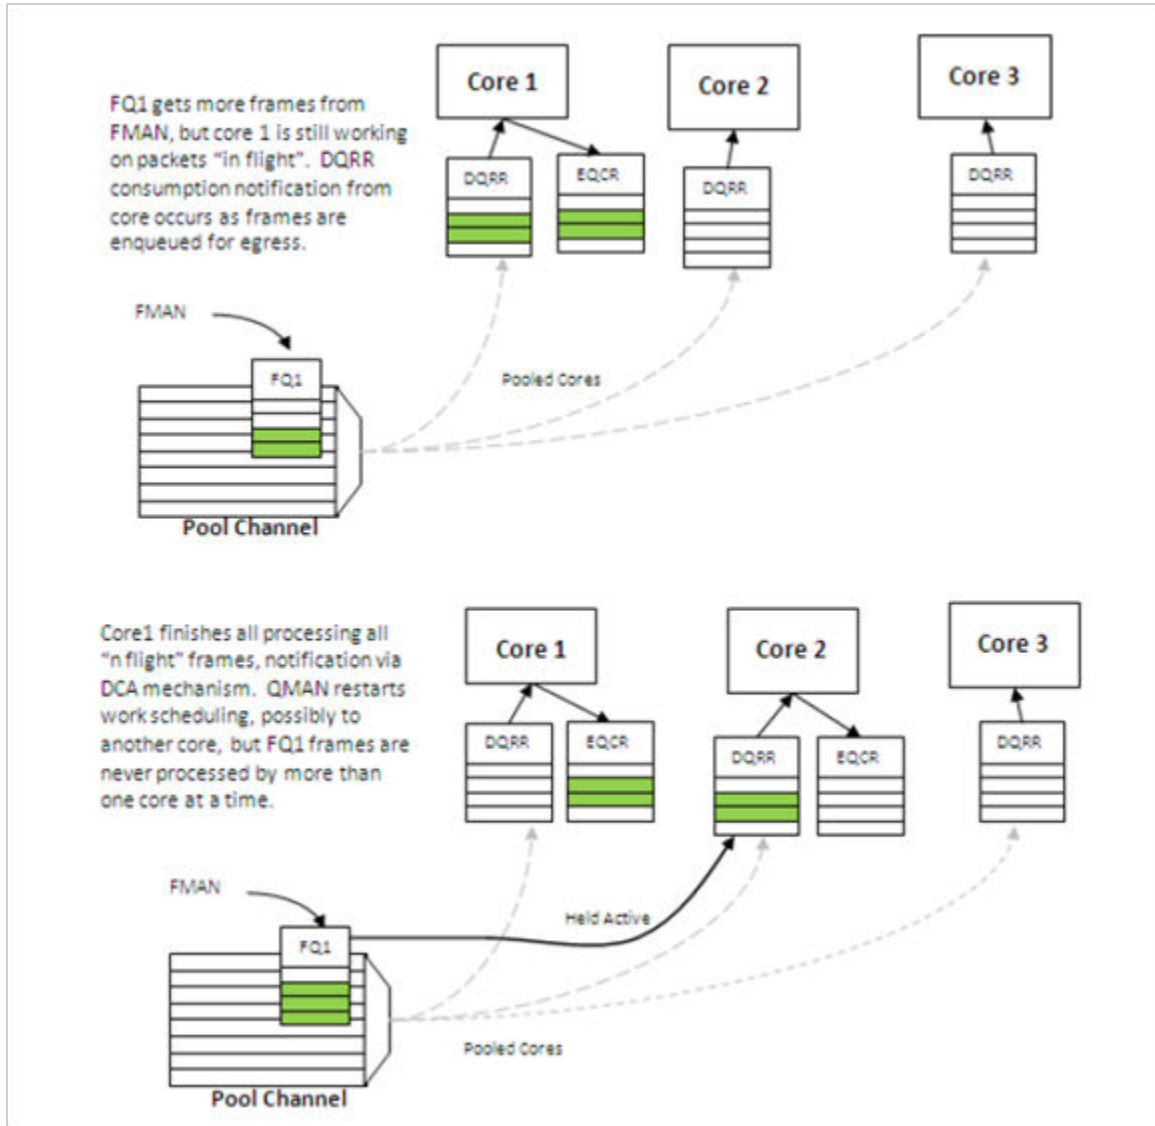 Core 1
Core 2
Core 3
FQ1 gets more frames from
FMAN, but core 1 is still working
on packets “in flight”. DQRR
consumption notification from
core occurs as frames are
enqueued for egress.
DQRR
EQCR
DQRR
DQRR
FMAN
FQ1
Pooled Cores
Pool Channel
Core1 finishes all processing all
“n flight” frames, notification via
DCA mechanism. QMAN restarts
work scheduling, possibly to
another core, but FQ1 frames are
never processed by more than
one core at a time.
Core 1
Core 2
Core 3
DQRR
EQCR
DQRR
EQCR
DQRR
FMAN
Held Active
FQ1
Pooled Cores
Pool Channel